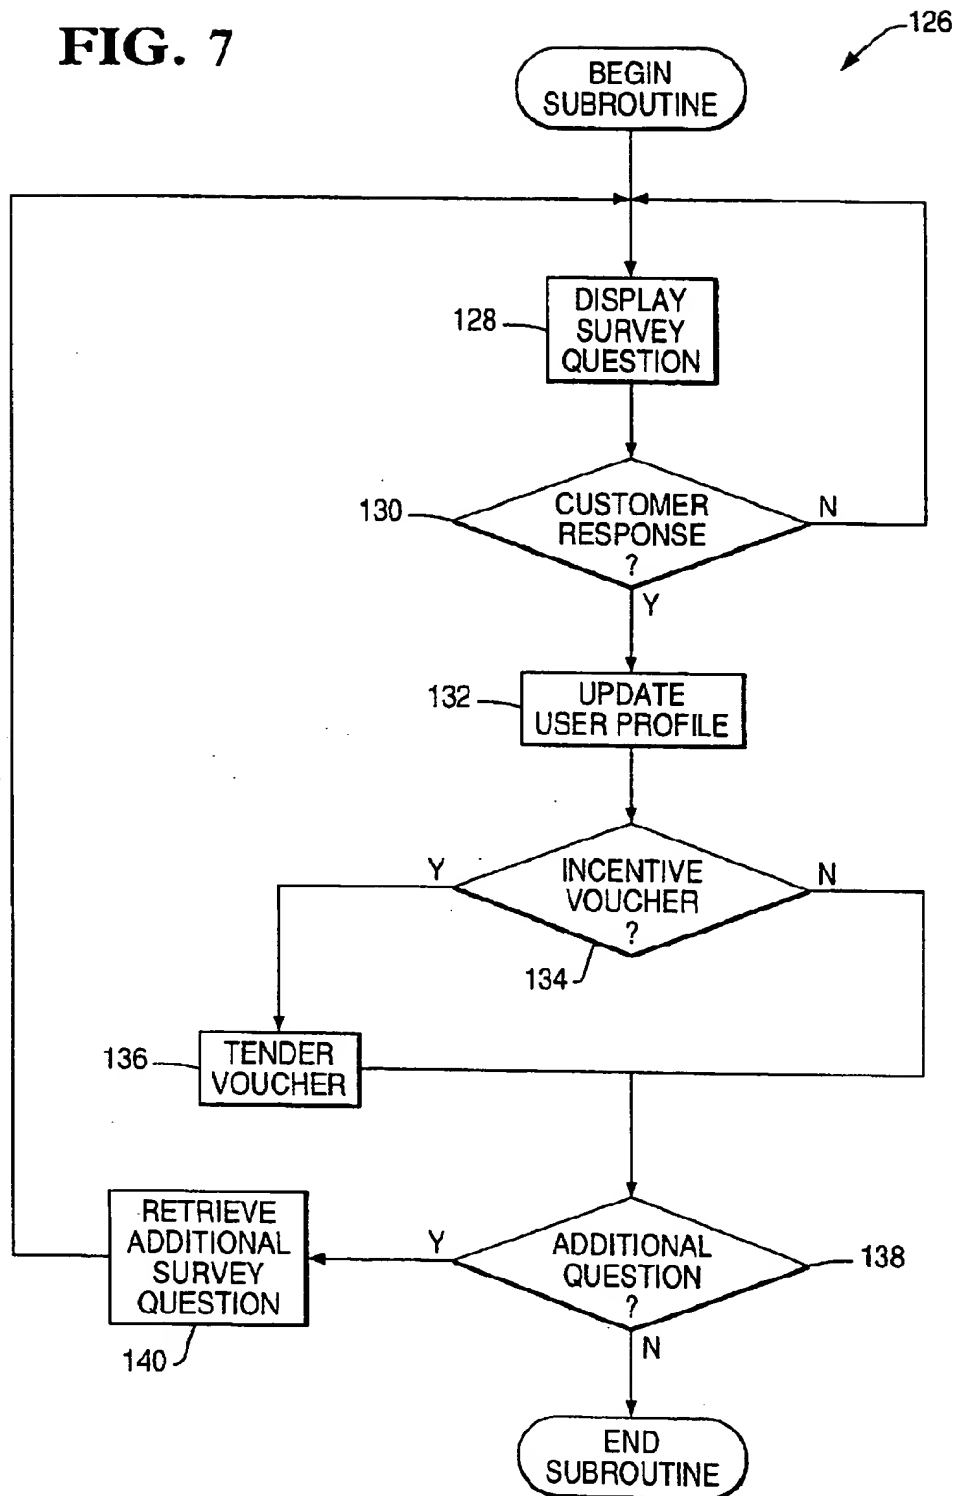 FIG. 7
126
BEGIN
SUBROUTINE
128
DISPLAY
SURVEY
QUESTION
130
CUSTOMER
RESPONSE
?
N
Y
132
UPDATE
USER PROFILE
Y
INCENTIVE
VOUCHER
?
N
134
136
TENDER
VOUCHER
RETRIEVE
ADDITIONAL
SURVEY
QUESTION
140
Y
ADDITIONAL
QUESTION
?
138
N
END
SUBROUTINE